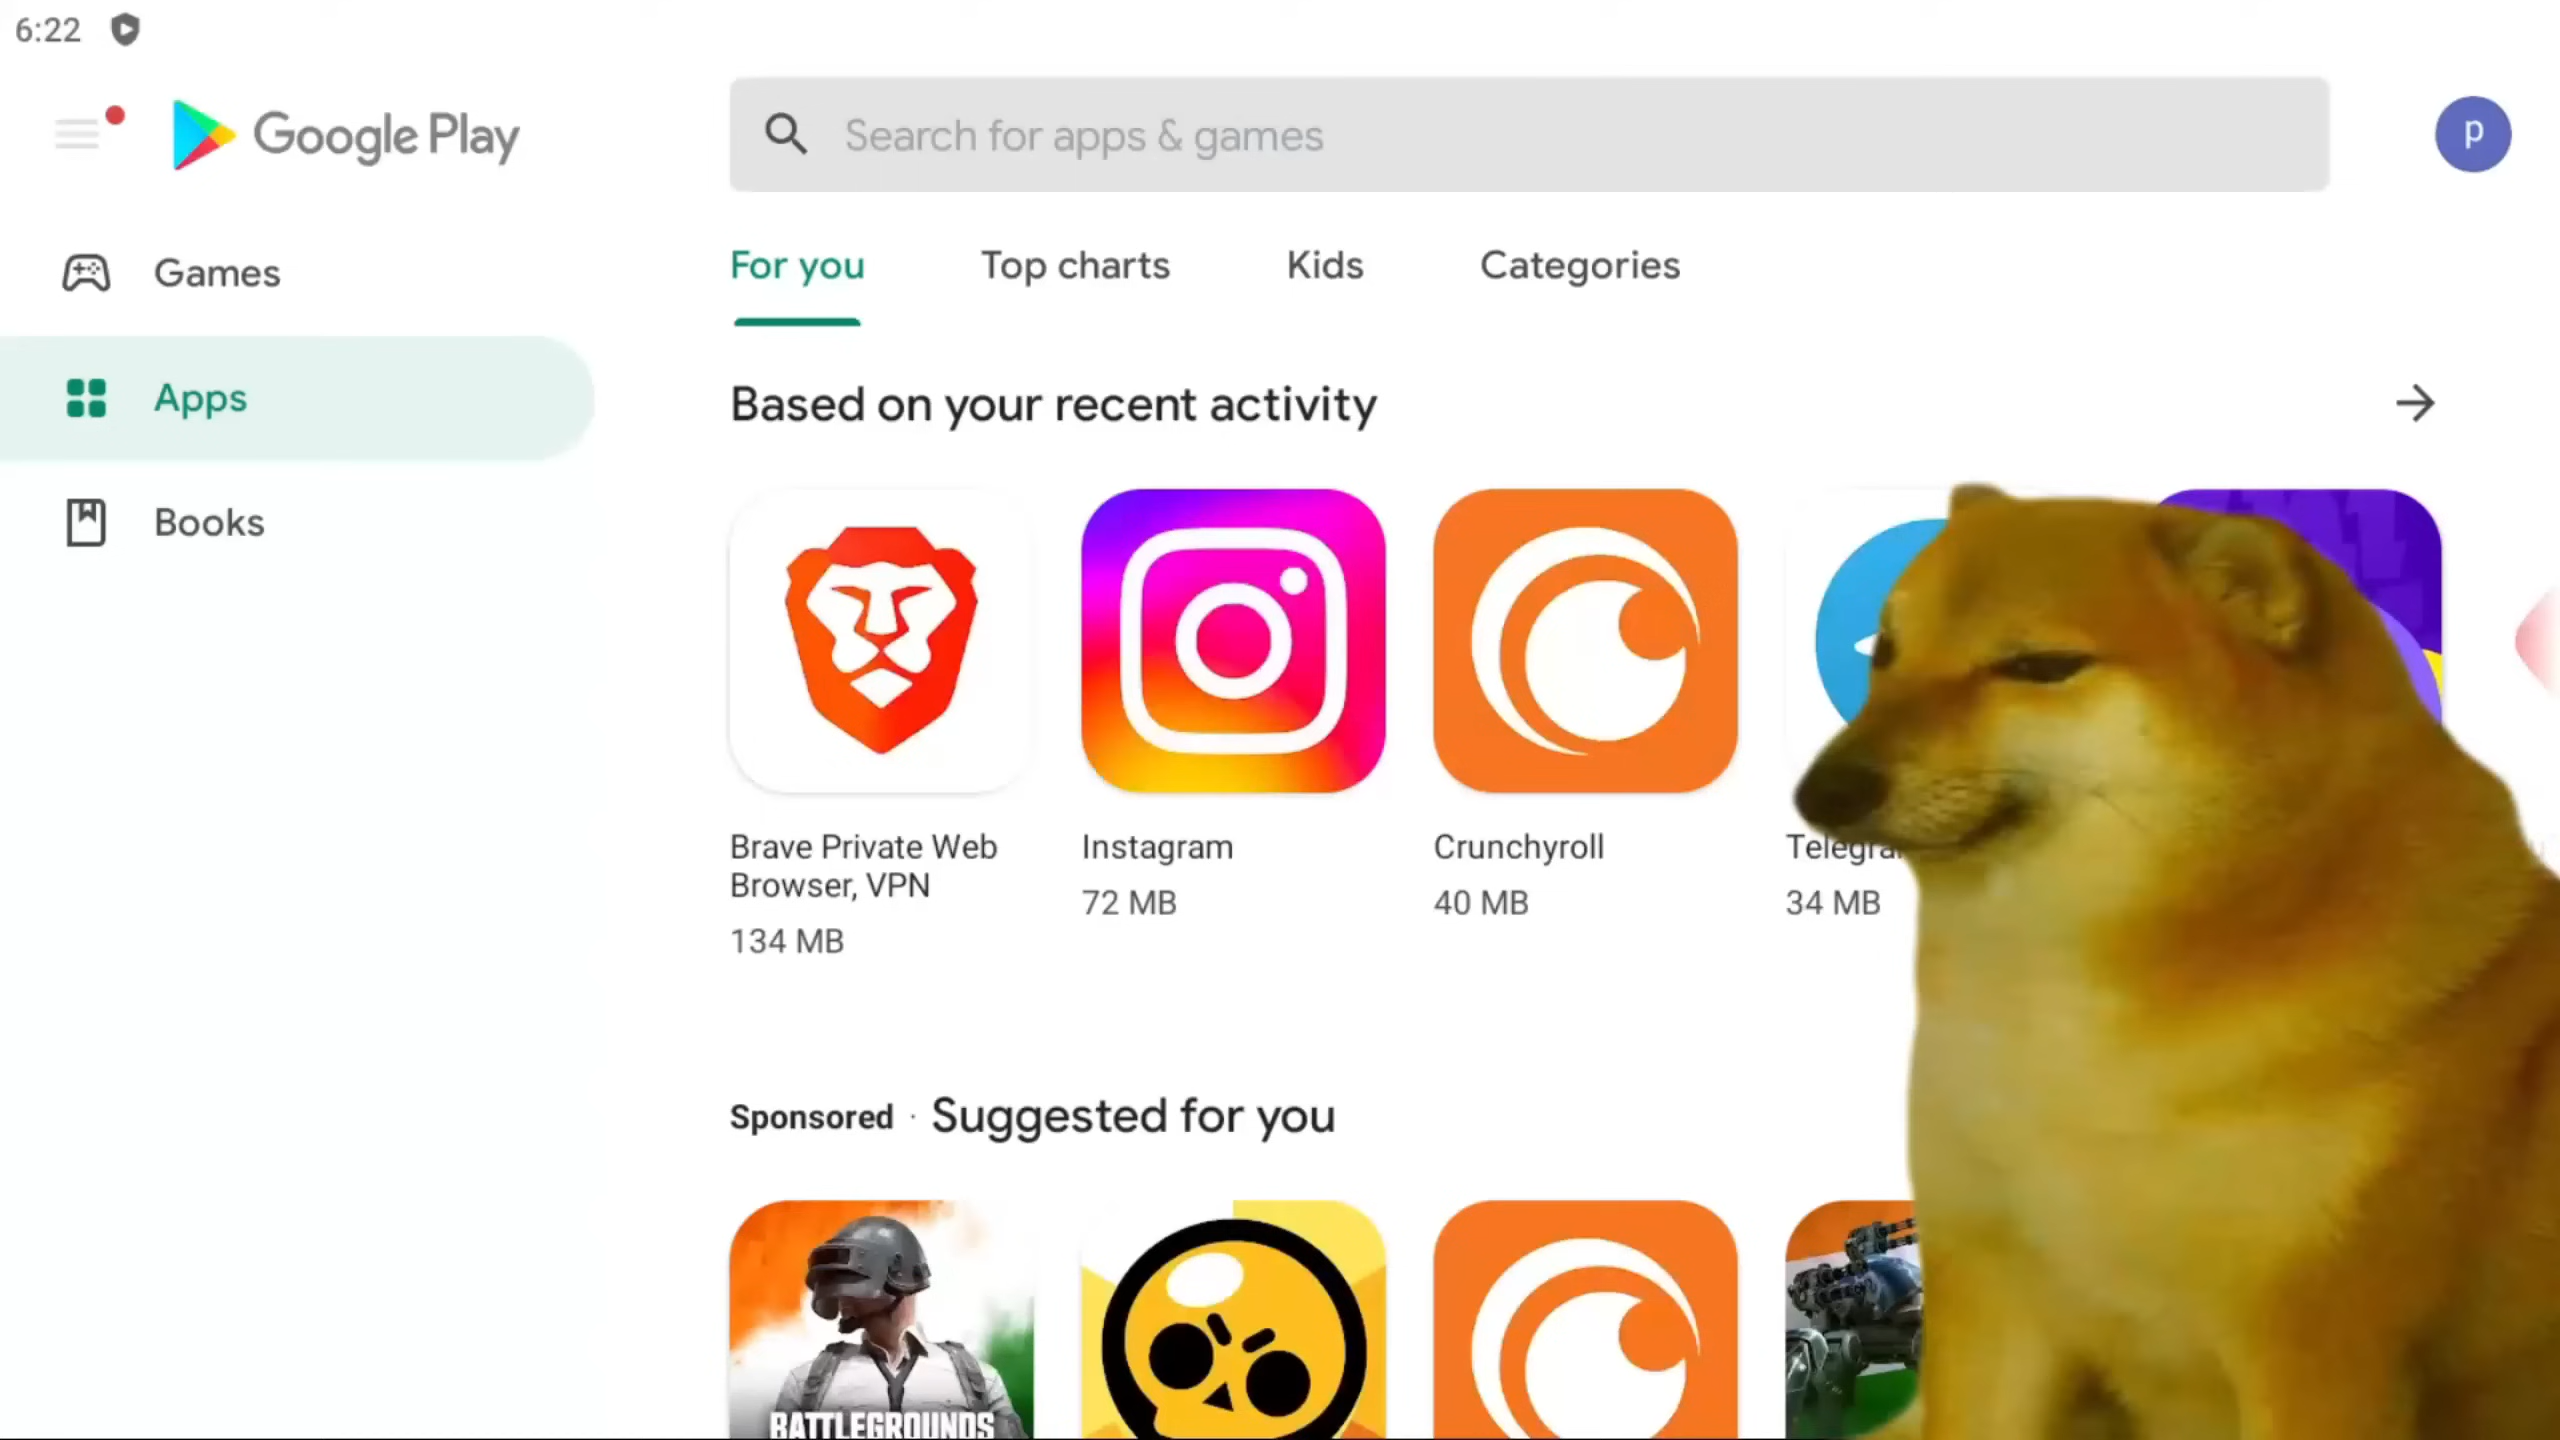 6:22
Google Play
Search for apps & games
p
Games
Apps
Books
For you
Top charts
Kids
Categories
Based on your recent activity
Brave Private Web
Browser, VPN
134 MB
Instagram
72 MB
Crunchyroll
40 MB
Telegra
34 MB
Sponsored · Suggested for you
BATTLEGROUNDS